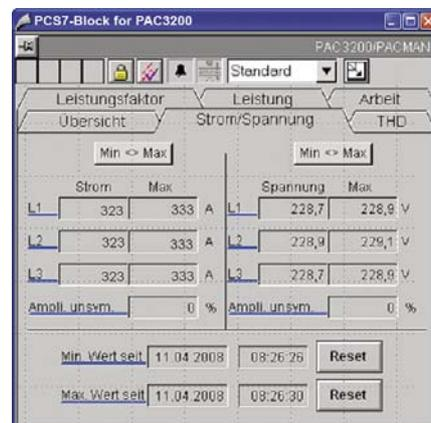 PCS7-Block for PAC3200
PAC3200/PACMAN
Standard
Leistungsfaktor Leistung Arbeit
Übersicht Strom/Spannung THD
Min <> Max Min <> Max
Strom Max Spannung Max
L1 323 333 A L1 228,7 228,9 V
L2 323 333 A L2 228,9 229,1 V
L3 323 333 A L3 228,7 228,9 V
Ampli. unsym. 0 % Ampli. unsym. 0 %
Min. Wert seit 11.04.2008 08:26:26 Reset
Max. Wert seit 11.04.2008 08:26:30 Reset